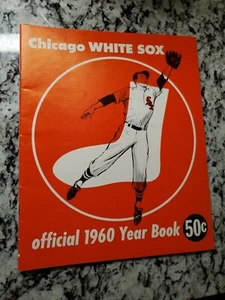 Chicago WHITE SOX
official 1960 Year Book 50¢